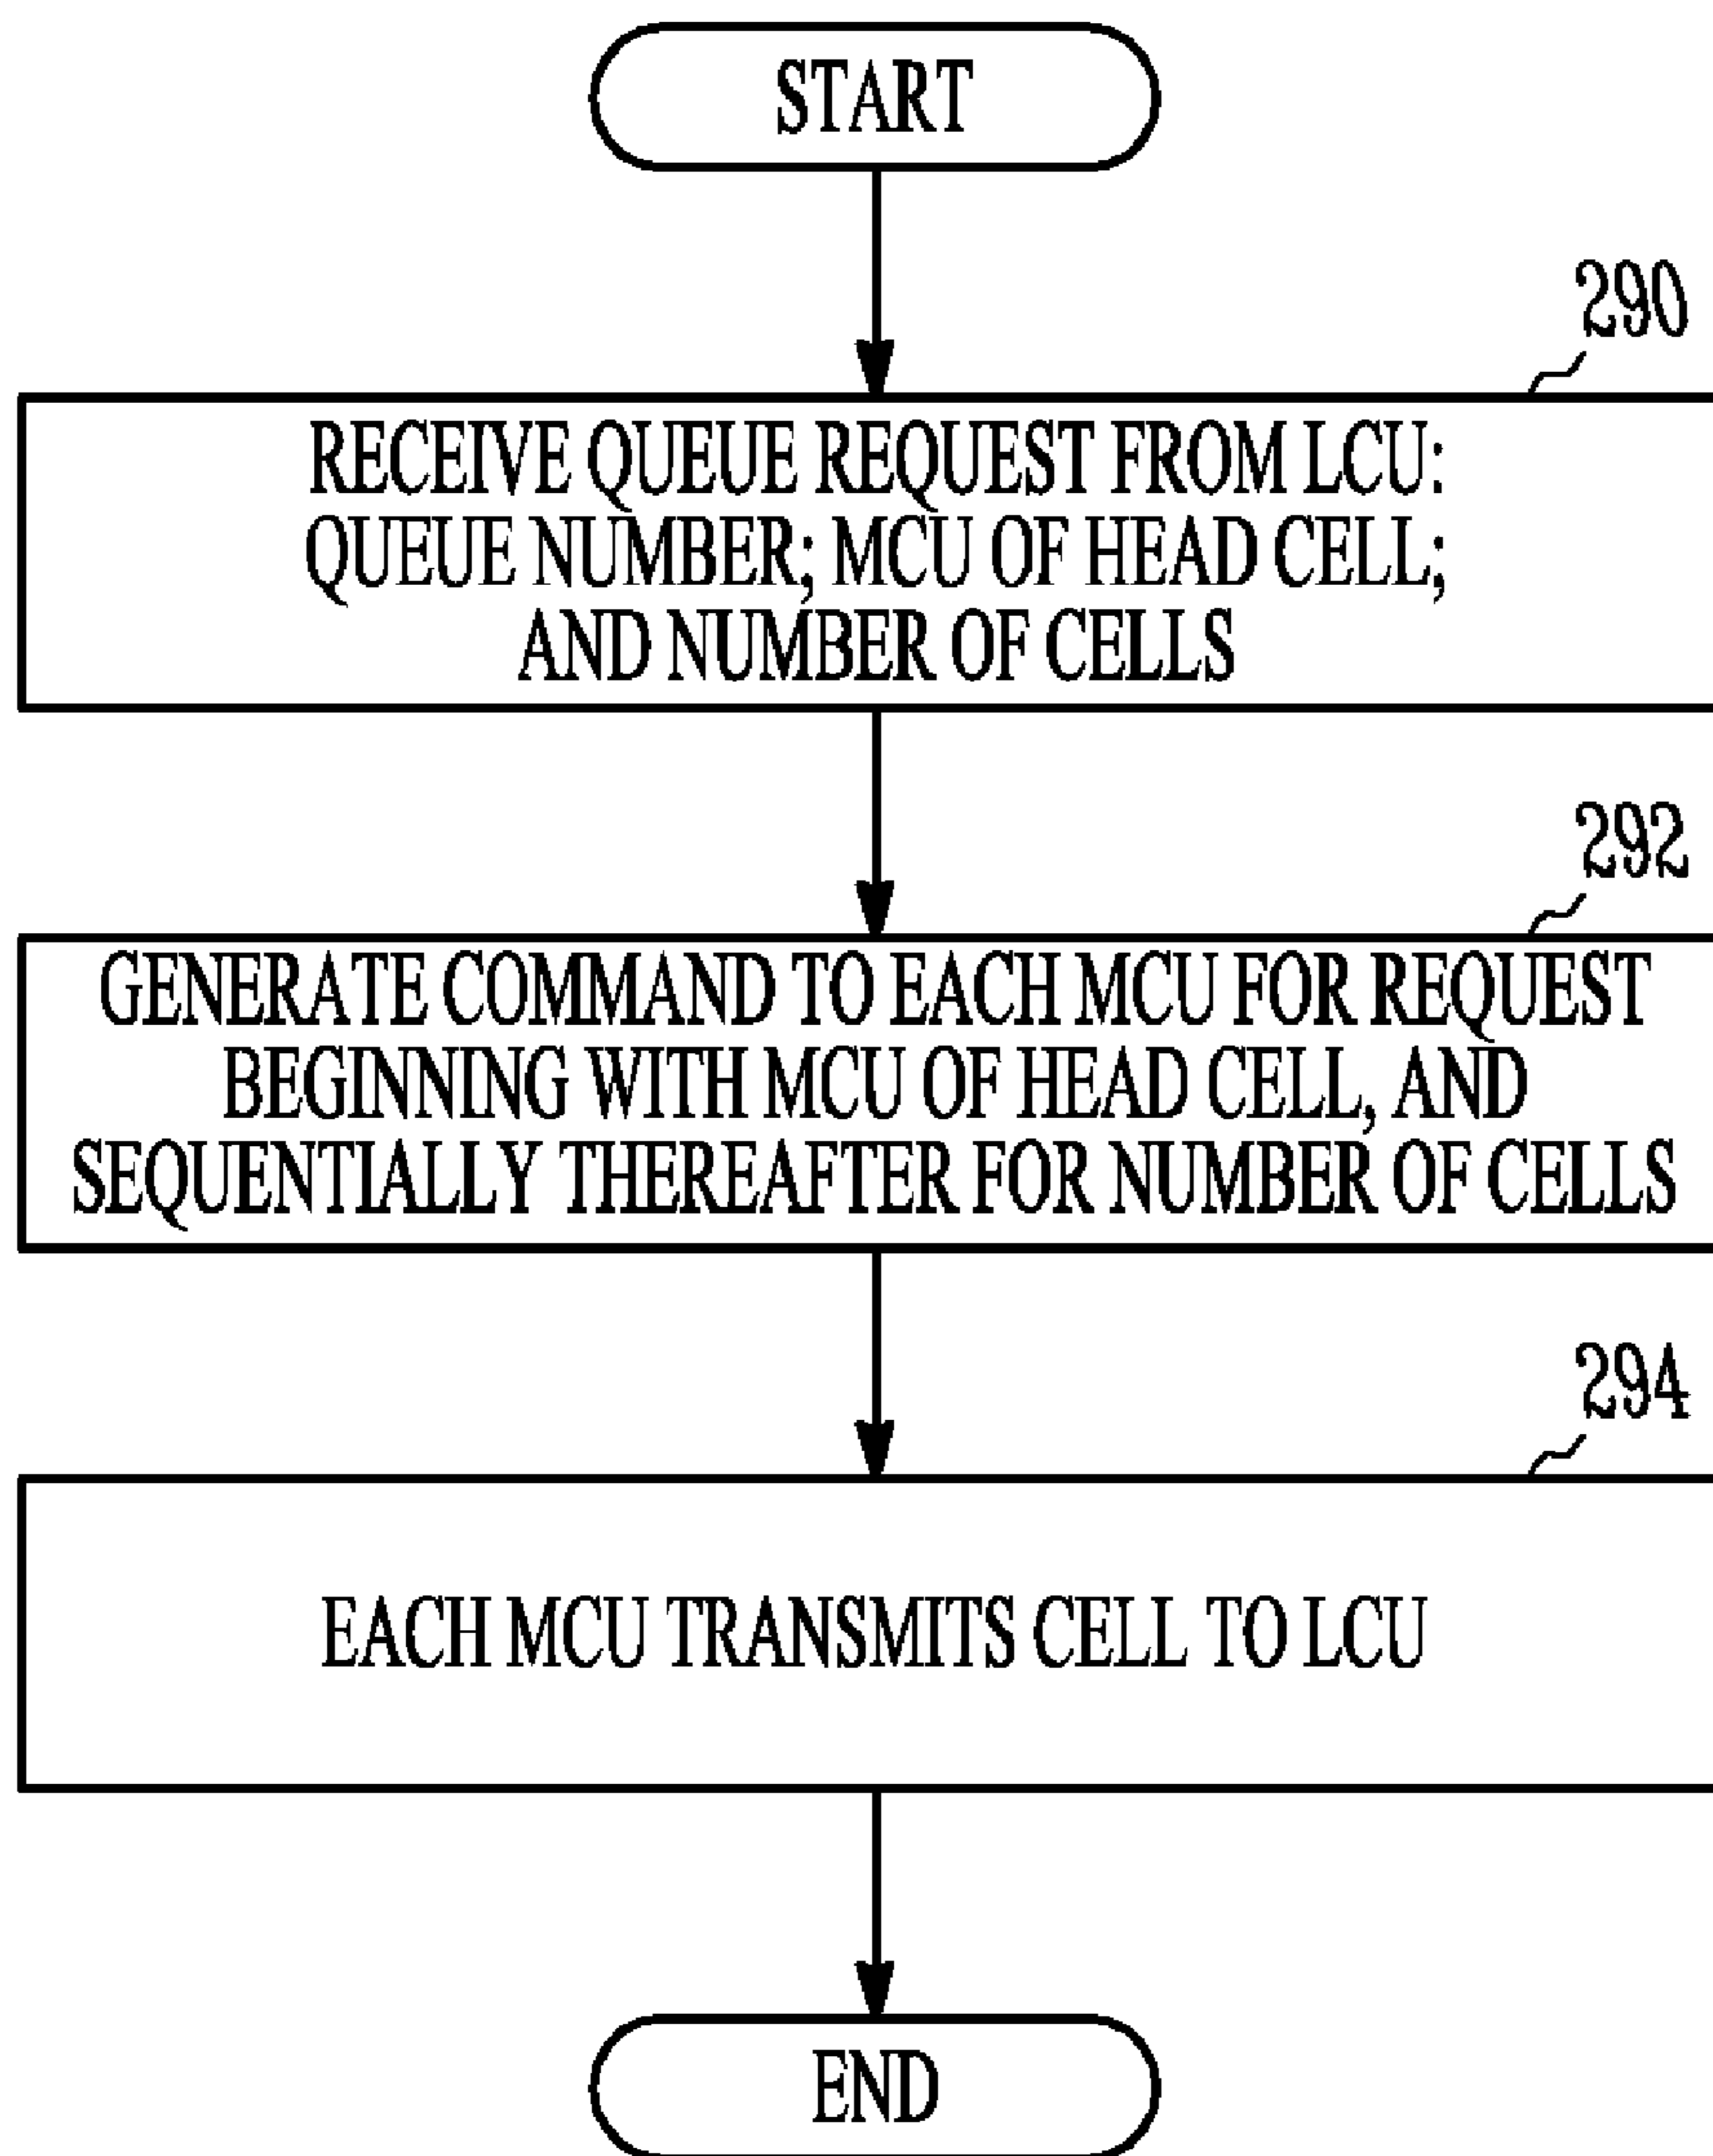 START
290
RECEIVE QUEUE REQUEST FROM LCU:
QUEUE NUMBER; MCU OF HEAD CELL;
AND NUMBER OF CELLS
292
GENERATE COMMAND TO EACH MCU FOR REQUEST
BEGINNING WITH MCU OF HEAD CELL, AND
SEQUENTIALLY THEREAFTER FOR NUMBER OF CELLS
294
EACH MCU TRANSMITS CELL TO LCU
END